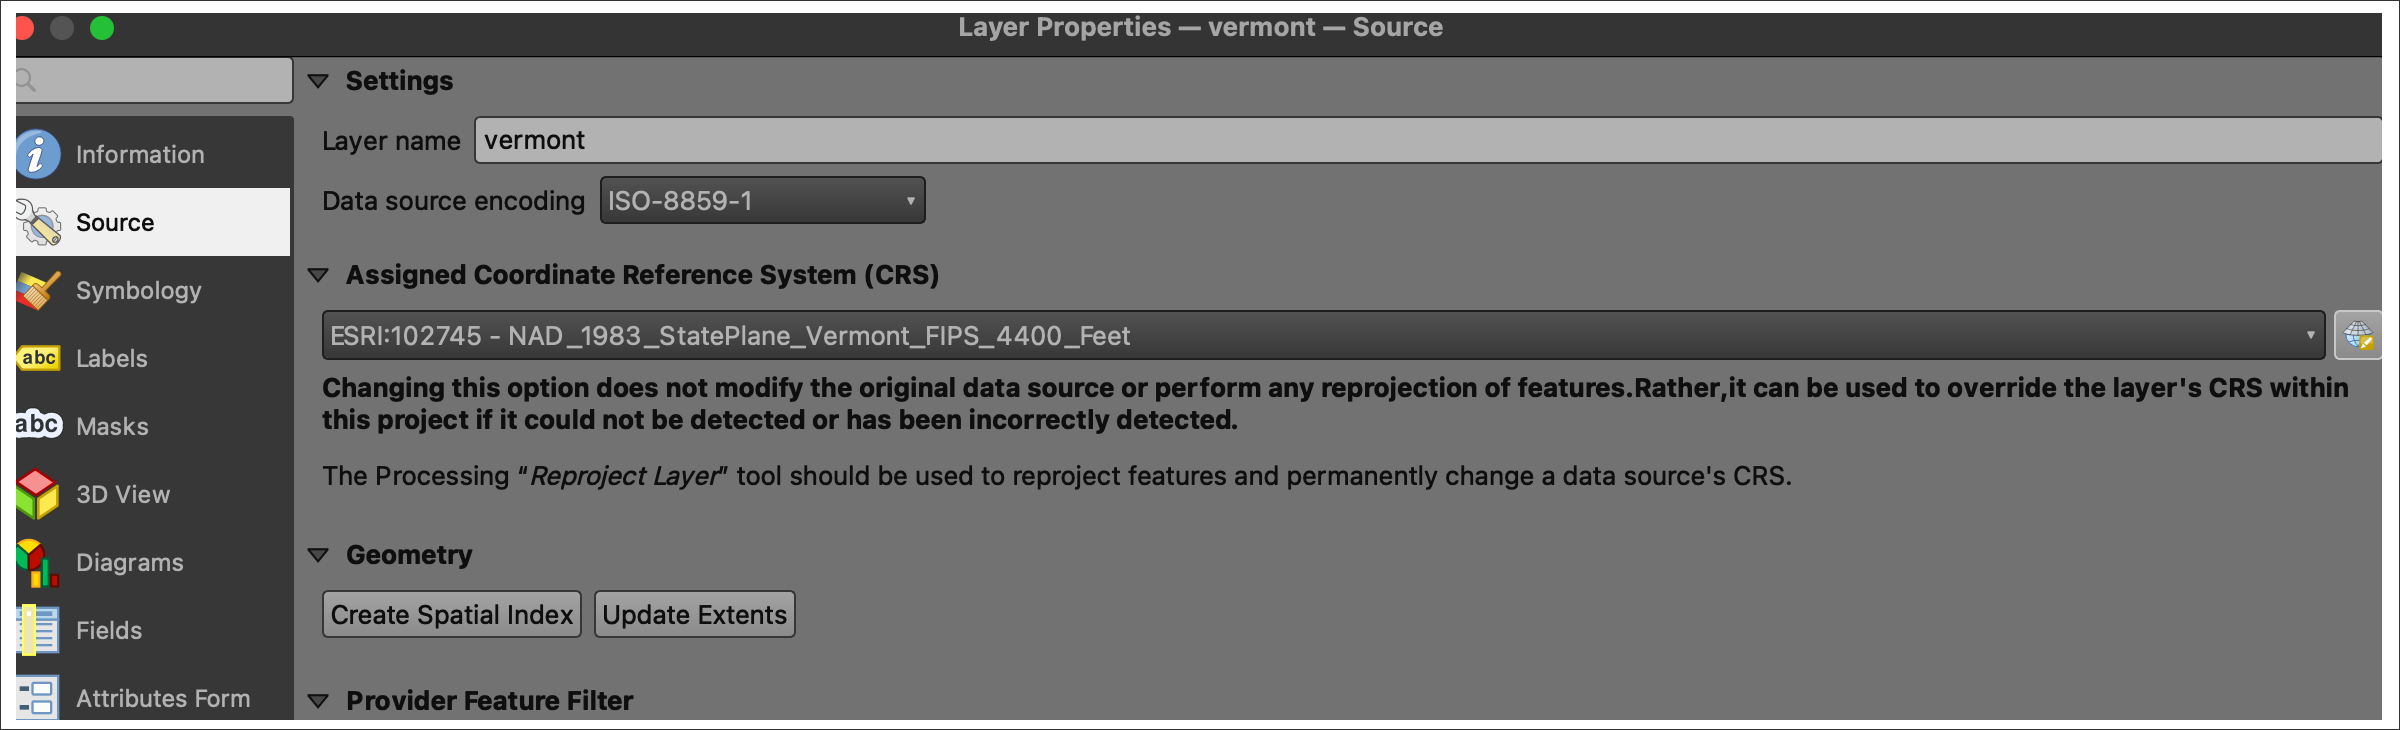 Layer Properties — vermont — Source
Information
Source
Symbology
abc Labels
abc Masks
3D View
Diagrams
Fields
Attributes Form
Settings
Layer name vermont
Data source encoding ISO-8859-1
Assigned Coordinate Reference System (CRS)
ESRI:102745 - NAD_1983_StatePlane_Vermont_FIPS_4400_Feet
Changing this option does not modify the original data source or perform any reprojection of features.Rather,it can be used to override the layer's CRS within
this project if it could not be detected or has been incorrectly detected.
The Processing “Reproject Layer” tool should be used to reproject features and permanently change a data source's CRS.
Geometry
Create Spatial Index Update Extents
Provider Feature Filter